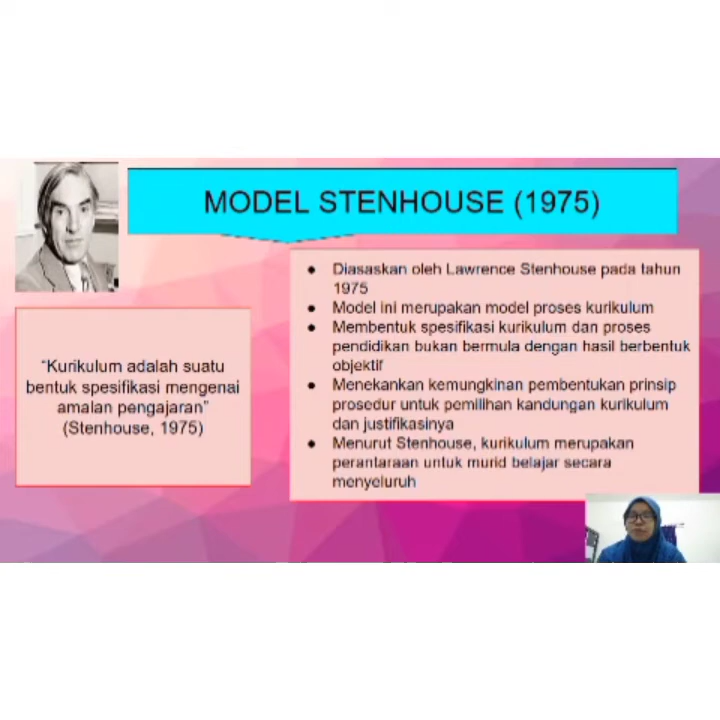 MODEL STENHOUSE (1975)
“Kurikulum adalah suatu
bentuk spesifikasi mengenai
amalan pengajaran”
(Stenhouse, 1975)
● Diasaskan oleh Lawrence Stenhouse pada tahun
1975
● Model ini merupakan model proses kurikulum
● Membentuk spesifikasi kurikulum dan proses
pendidikan bukan bermula dengan hasil berbentuk
objektif
● Menekankan kemungkinan pembentukan prinsip
prosedur untuk pemilihan kandungan kurikulum
dan justifikasinya
● Menurut Stenhouse, kurikulum merupakan
perantaraan untuk murid belajar secara
menyeluruh